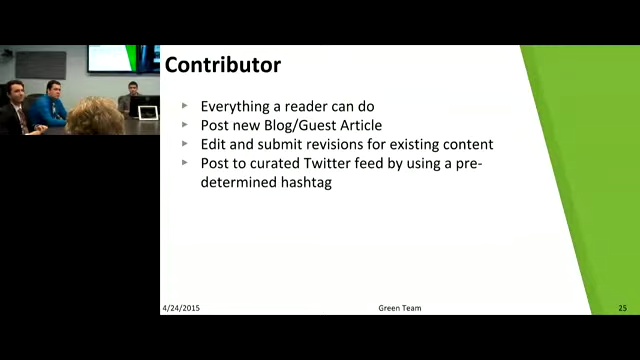 Contributor
Everything a reader can do
Post new Blog/Guest Article
Edit and submit revisions for existing content
Post to curated Twitter feed by using a pre-
determined hashtag
4/24/2015
Green Team
25